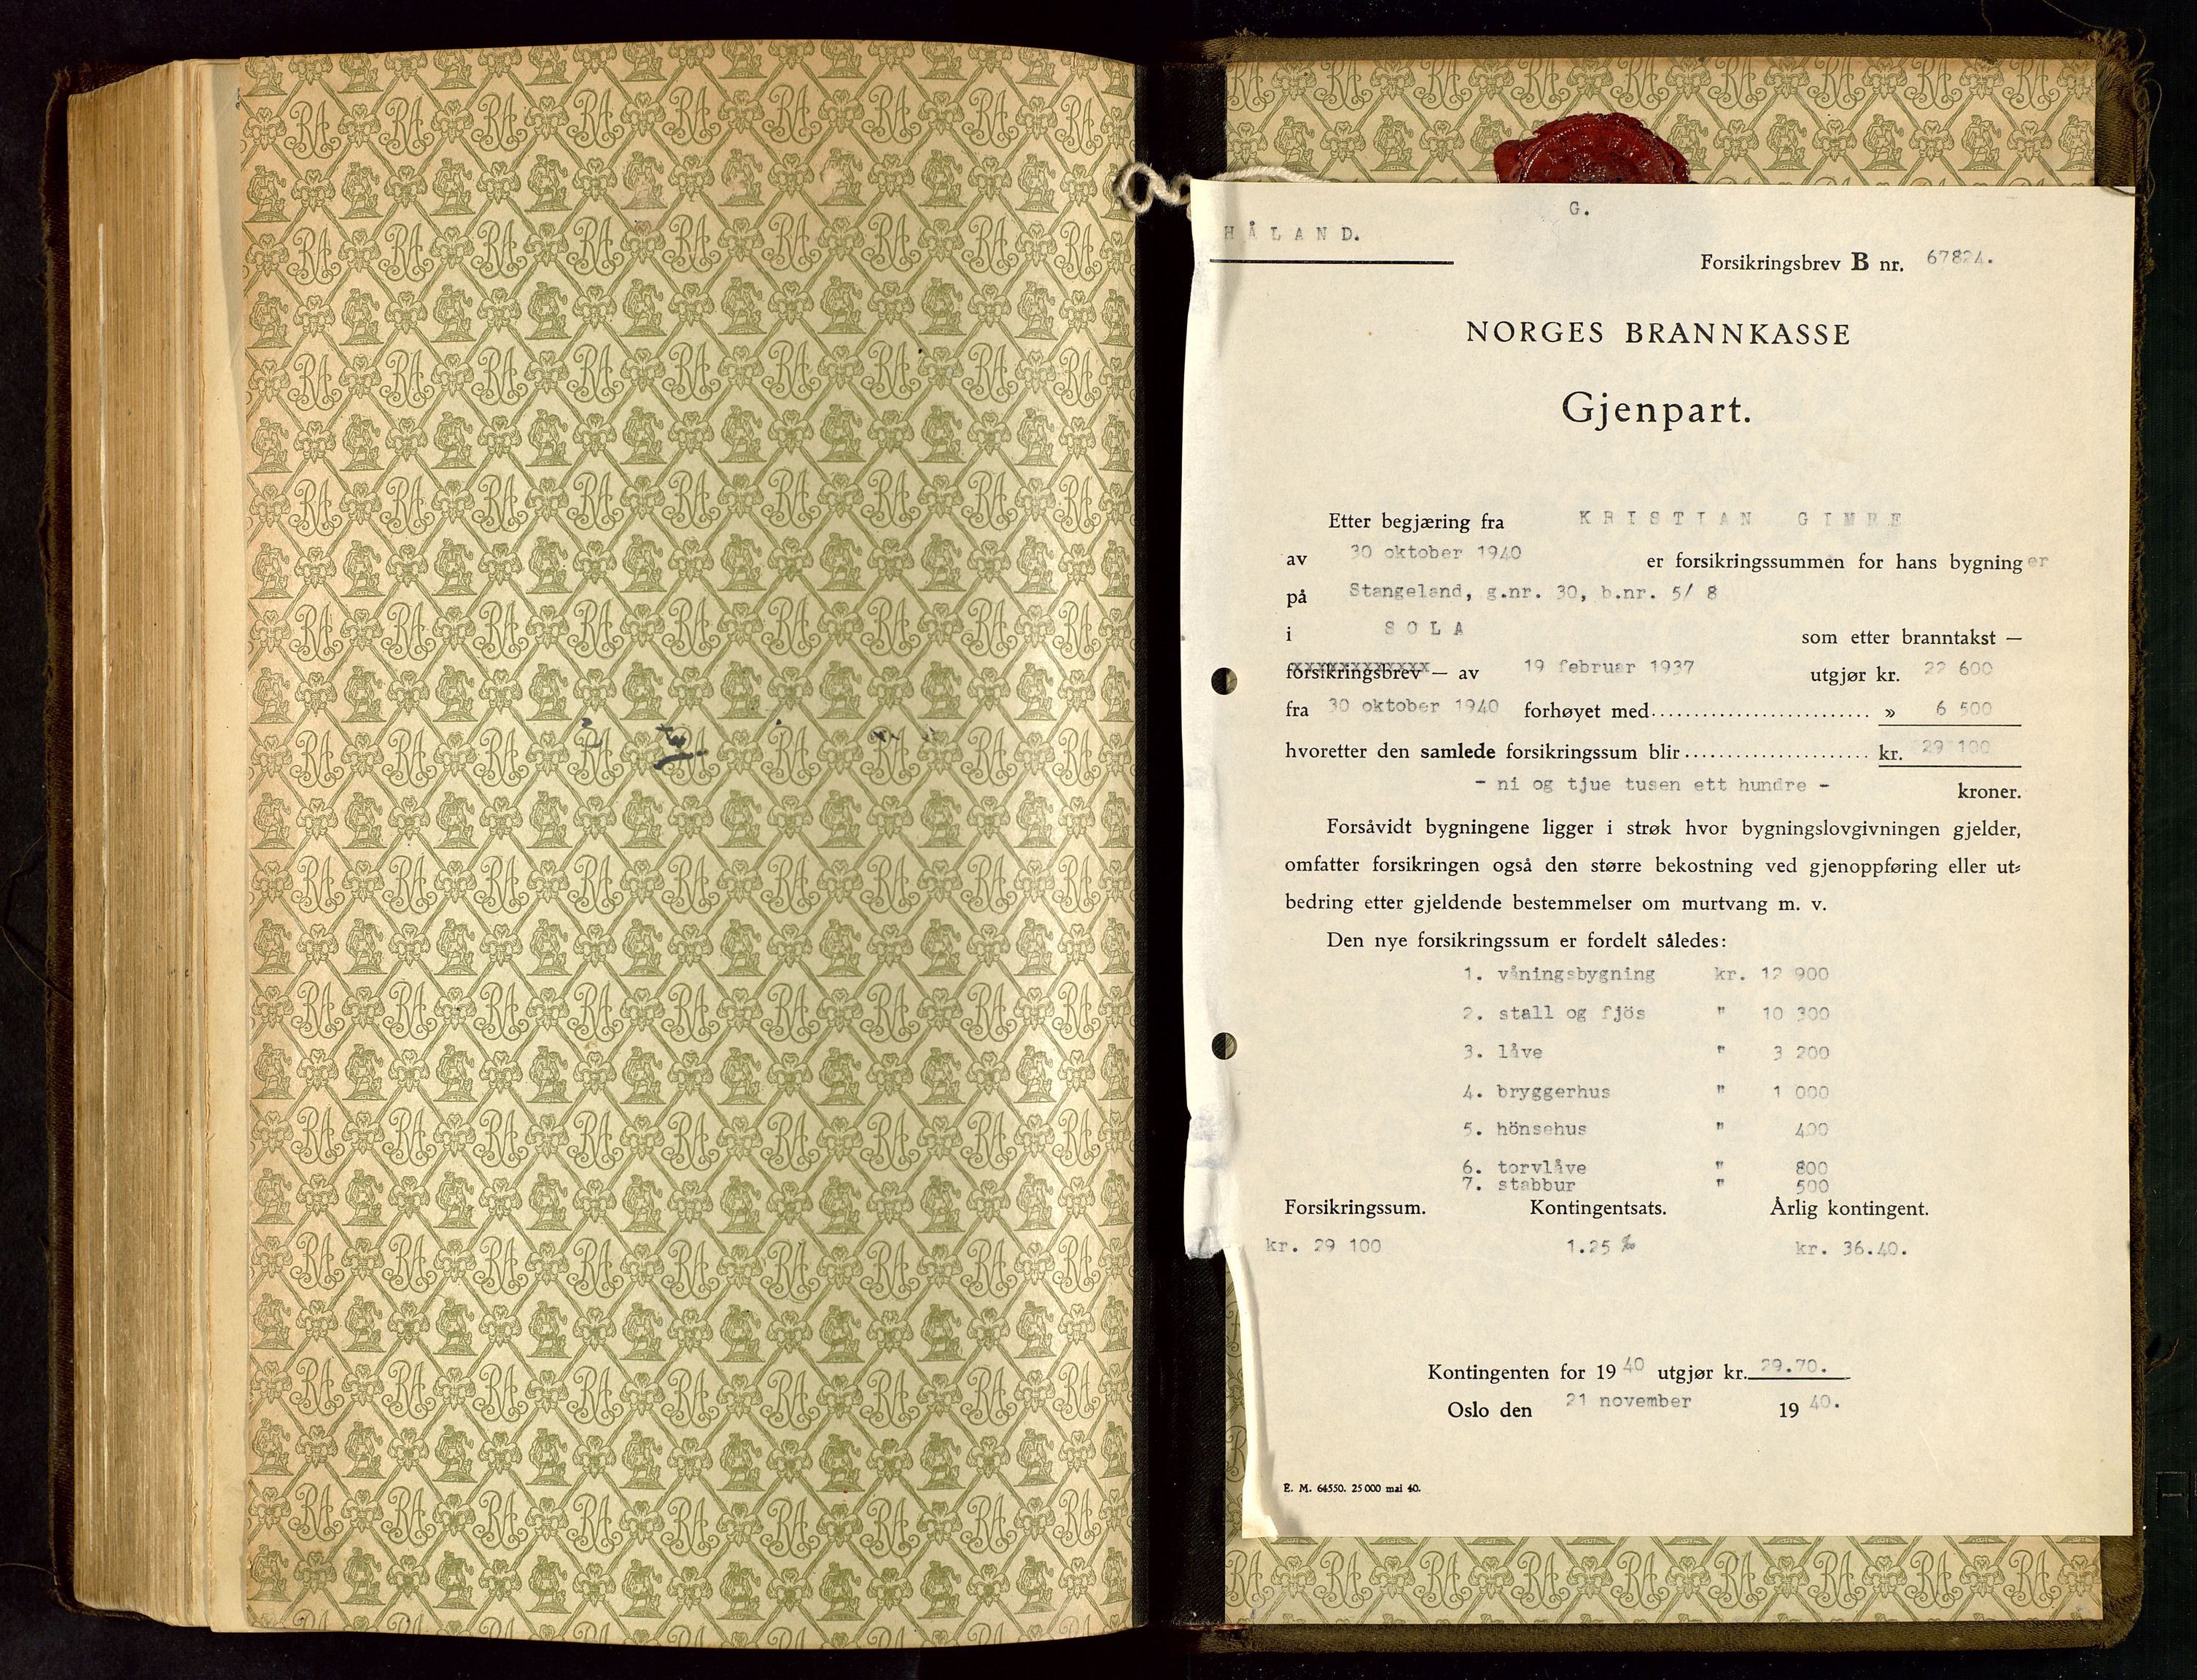 G.
HÅLAND.
Forsikringsbrev B nr. 67824.
NORGES BRANNKASSE
Gjenpart.
Etter begjæring fra KRISTIAN GIMRE
av 30 oktober 1940 er forsikringssummen for hans bygninger
på Stangeland, g.nr. 30, b.nr. 5/ 8
i SOLA som etter branntakst —
forsikringsbrev — av 19 februar 1937 utgjør kr. 22 600
fra 30 oktober 1940 forhøyet med » 6 500
hvoretter den samlede forsikringssum blir kr. 29 100
- ni og tjue tusen ett hundre - kroner.
Forsåvidt bygningene ligger i strøk hvor bygningslovgivningen gjelder,
omfatter forsikringen også den større bekostning ved gjenoppføring eller ut-
bedring etter gjeldende bestemmelser om murtvang m. v.
Den nye forsikringssum er fordelt således:
1. våningsbygning kr. 12 900
2. stall og fjös " 10 300
3. låve " 3 200
4. bryggerhus " 1 000
5. hönsehus " 400
6. torvlåve " 800
7. stabbur " 500
Forsikringssum. Kontingentsats. Årlig kontingent.
kr. 29 100 1.25 ‰ kr. 36.40.
Kontingenten for 1940 utgjør kr. 29.70.
Oslo den 21 november 1940.
E. M. 64550. 25000 mai 40.